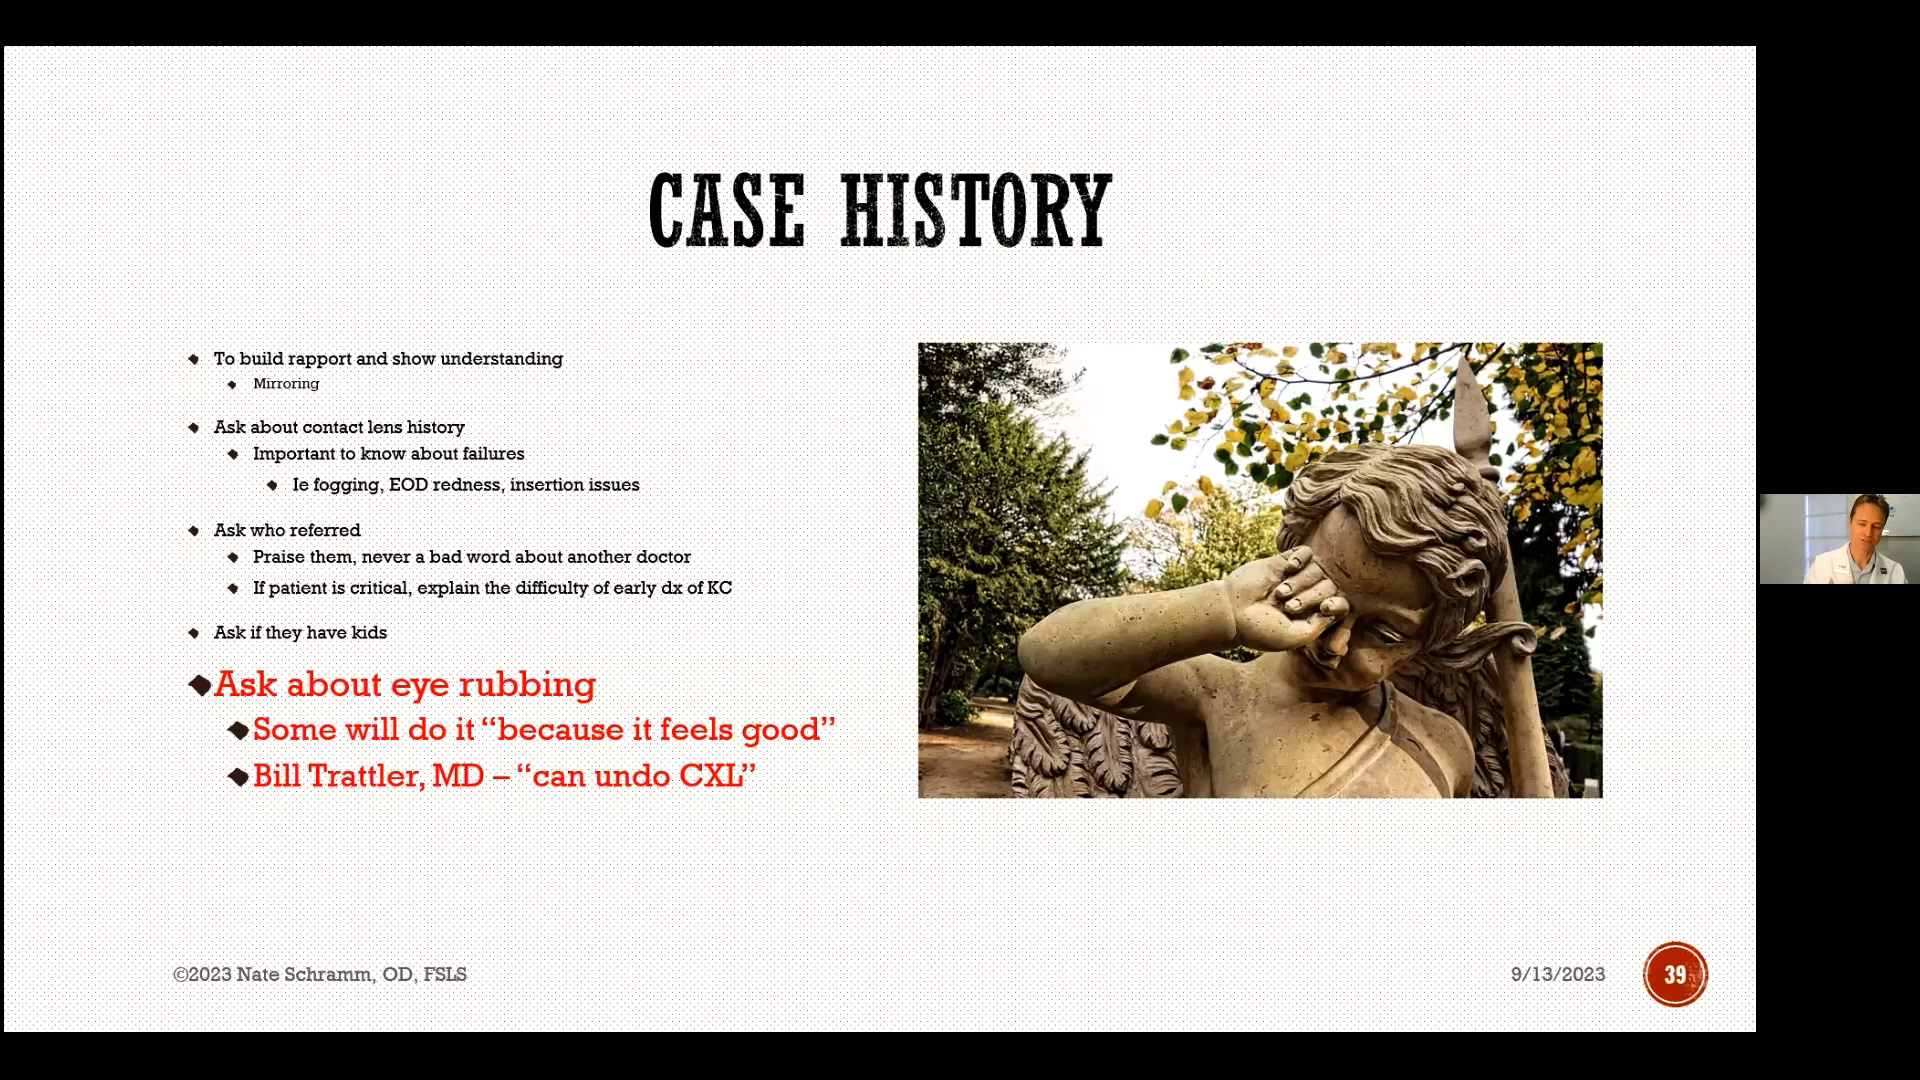 CASE HISTORY
To build rapport and show understanding
Mirroring
Ask about contact lens history
Important to know about failures
Ie fogging, EOD redness, insertion issues
Ask who referred
Praise them, never a bad word about another doctor
If patient is critical, explain the difficulty of early dx of KC
Ask if they have kids
Ask about eye rubbing
Some will do it “because it feels good”
Bill Trattler, MD – “can undo CXL”
©2023 Nate Schramm, OD, FSLS
9/13/2023
39